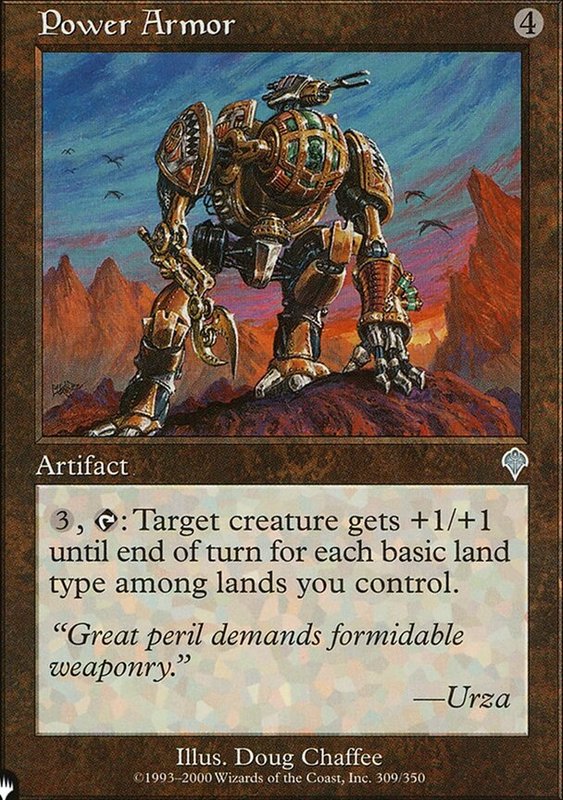 Power Armor 4
Artifact
3, : Target creature gets +1/+1
until end of turn for each basic land
type among lands you control.
“Great peril demands formidable
weaponry.”
—Urza
Illus. Doug Chaffee
©1993–2000 Wizards of the Coast, Inc. 309/350